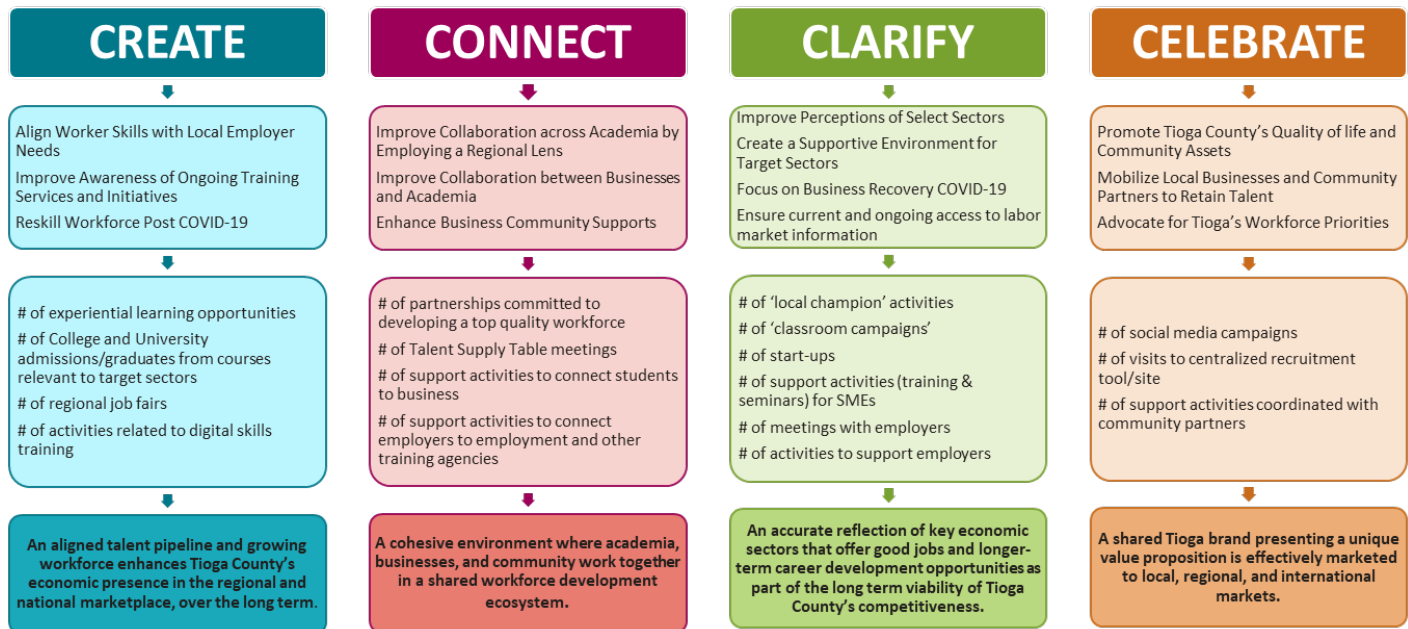 CREATE
Align Worker Skills with Local Employer
Needs
Improve Awareness of Ongoing Training
Services and Initiatives
Reskill Workforce Post COVID-19
# of experiential learning opportunities
# of College and University
admissions/graduates from courses
relevant to target sectors
# of regional job fairs
# of activities related to digital skills
training
An aligned talent pipeline and growing
workforce enhances Tioga County's
economic presence in the regional and
national marketplace, over the long term.
CONNECT
Improve Collaboration across Academia by
Employing a Regional Lens
Improve Collaboration between Businesses
and Academia
Enhance Business Community Supports
# of partnerships committed to
developing a top quality workforce
# of Talent Supply Table meetings
# of support activities to connect students
to business
# of support activities to connect
employers to employment and other
training agencies
A cohesive environment where academia,
businesses, and community work together
in a shared workforce development
ecosystem.
CLARIFY
Improve Perceptions of Select Sectors
Create a Supportive Environment for
Target Sectors
Focus on Business Recovery COVID-19
Ensure current and ongoing access to labor
market information
# of ‘local champion’ activities
# of ‘classroom campaigns’
# of start-ups
# of support activities (training &
seminars) for SMEs
# of meetings with employers
# of activities to support employers
An accurate reflection of key economic
sectors that offer good jobs and longer-
term career development opportunities as
part of the long term viability of Tioga
County's competitiveness.
CELEBRATE
Promote Tioga County’s Quality of life and
Community Assets
Mobilize Local Businesses and Community
Partners to Retain Talent
Advocate for Tioga’s Workforce Priorities
# of social media campaigns
# of visits to centralized recruitment
tool/site
# of support activities coordinated with
community partners
A shared Tioga brand presenting a unique
value proposition is effectively marketed
to local, regional, and international
markets.